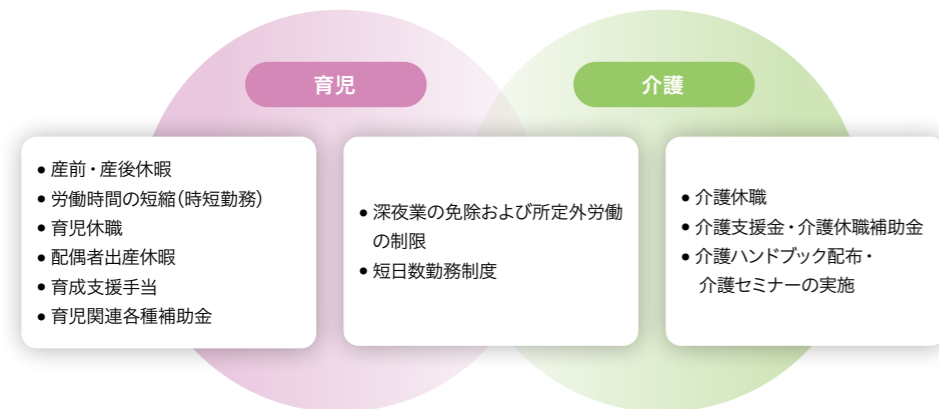 育児
介護
● 産前・産後休暇
● 労働時間の短縮(時短勤務)
● 育児休職
● 配偶者出産休暇
● 育成支援手当
● 育児関連各種補助金
● 深夜業の免除および所定外労働
の制限
● 短日数勤務制度
● 介護休職
● 介護支援金・介護休職補助金
● 介護ハンドブック配布・
介護セミナーの実施